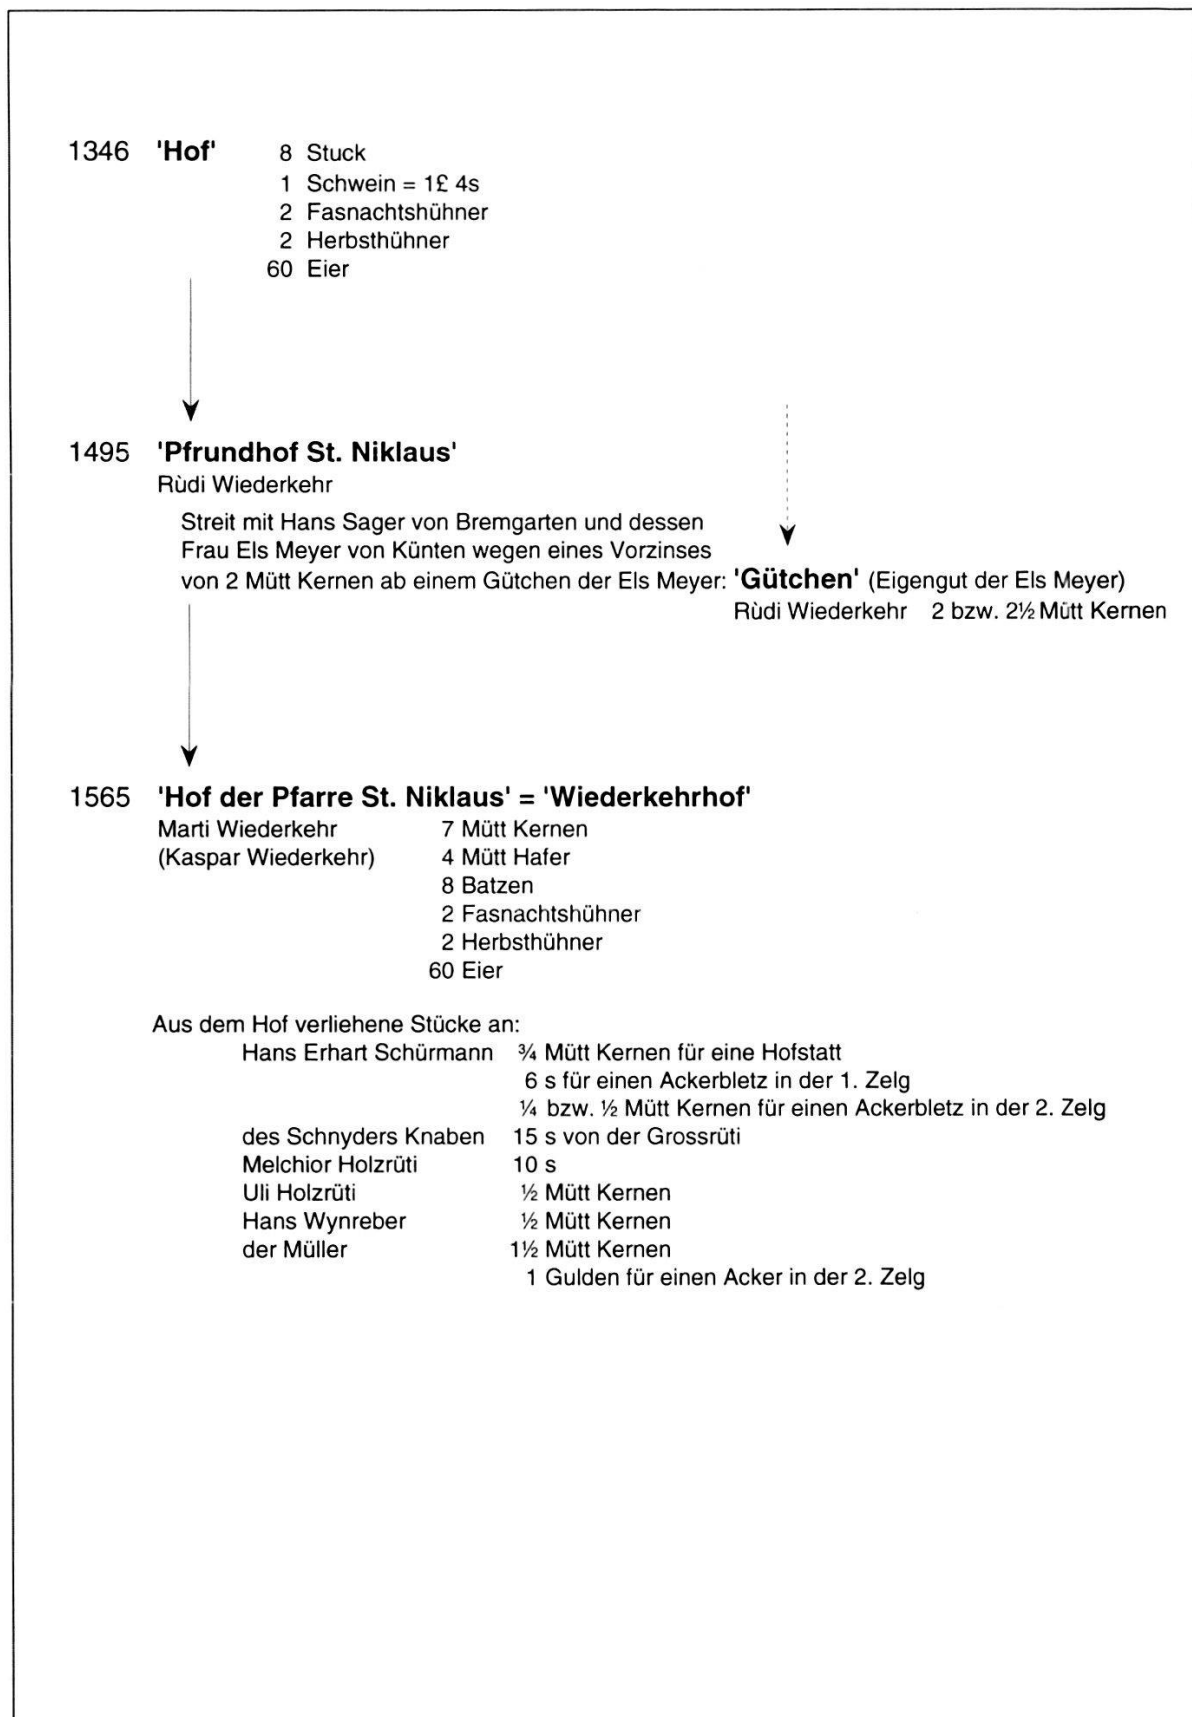 1346 'Hof' 8 Stuck
1 Schwein = 1£ 4s
2 Fasnachtshühner
2 Herbsthühner
60 Eier
1495 'Pfrundhof St. Niklaus'
Rùdi Wiederkehr
Streit mit Hans Sager von Bremgarten und dessen
Frau Els Meyer von Künten wegen eines Vorzinses
von 2 Mütt Kernen ab einem Gütchen der Els Meyer: 'Gütchen' (Eigengut der Els Meyer)
Rùdi Wiederkehr 2 bzw. 2½ Mütt Kernen
1565 'Hof der Pfarre St. Niklaus' = 'Wiederkehrhof'
Marti Wiederkehr 7 Mütt Kernen
(Kaspar Wiederkehr) 4 Mütt Hafer
8 Batzen
2 Fasnachtshühner
2 Herbsthühner
60 Eier
Aus dem Hof verliehene Stücke an:
Hans Erhart Schürmann ¾ Mütt Kernen für eine Hofstatt
6 s für einen Ackerbletz in der 1. Zelg
¼ bzw. ½ Mütt Kernen für einen Ackerbletz in der 2. Zelg
des Schnyders Knaben 15 s von der Grossrüti
Melchior Holzrüti 10 s
Uli Holzrüti ½ Mütt Kernen
Hans Wynreber ½ Mütt Kernen
der Müller 1½ Mütt Kernen
1 Gulden für einen Acker in der 2. Zelg